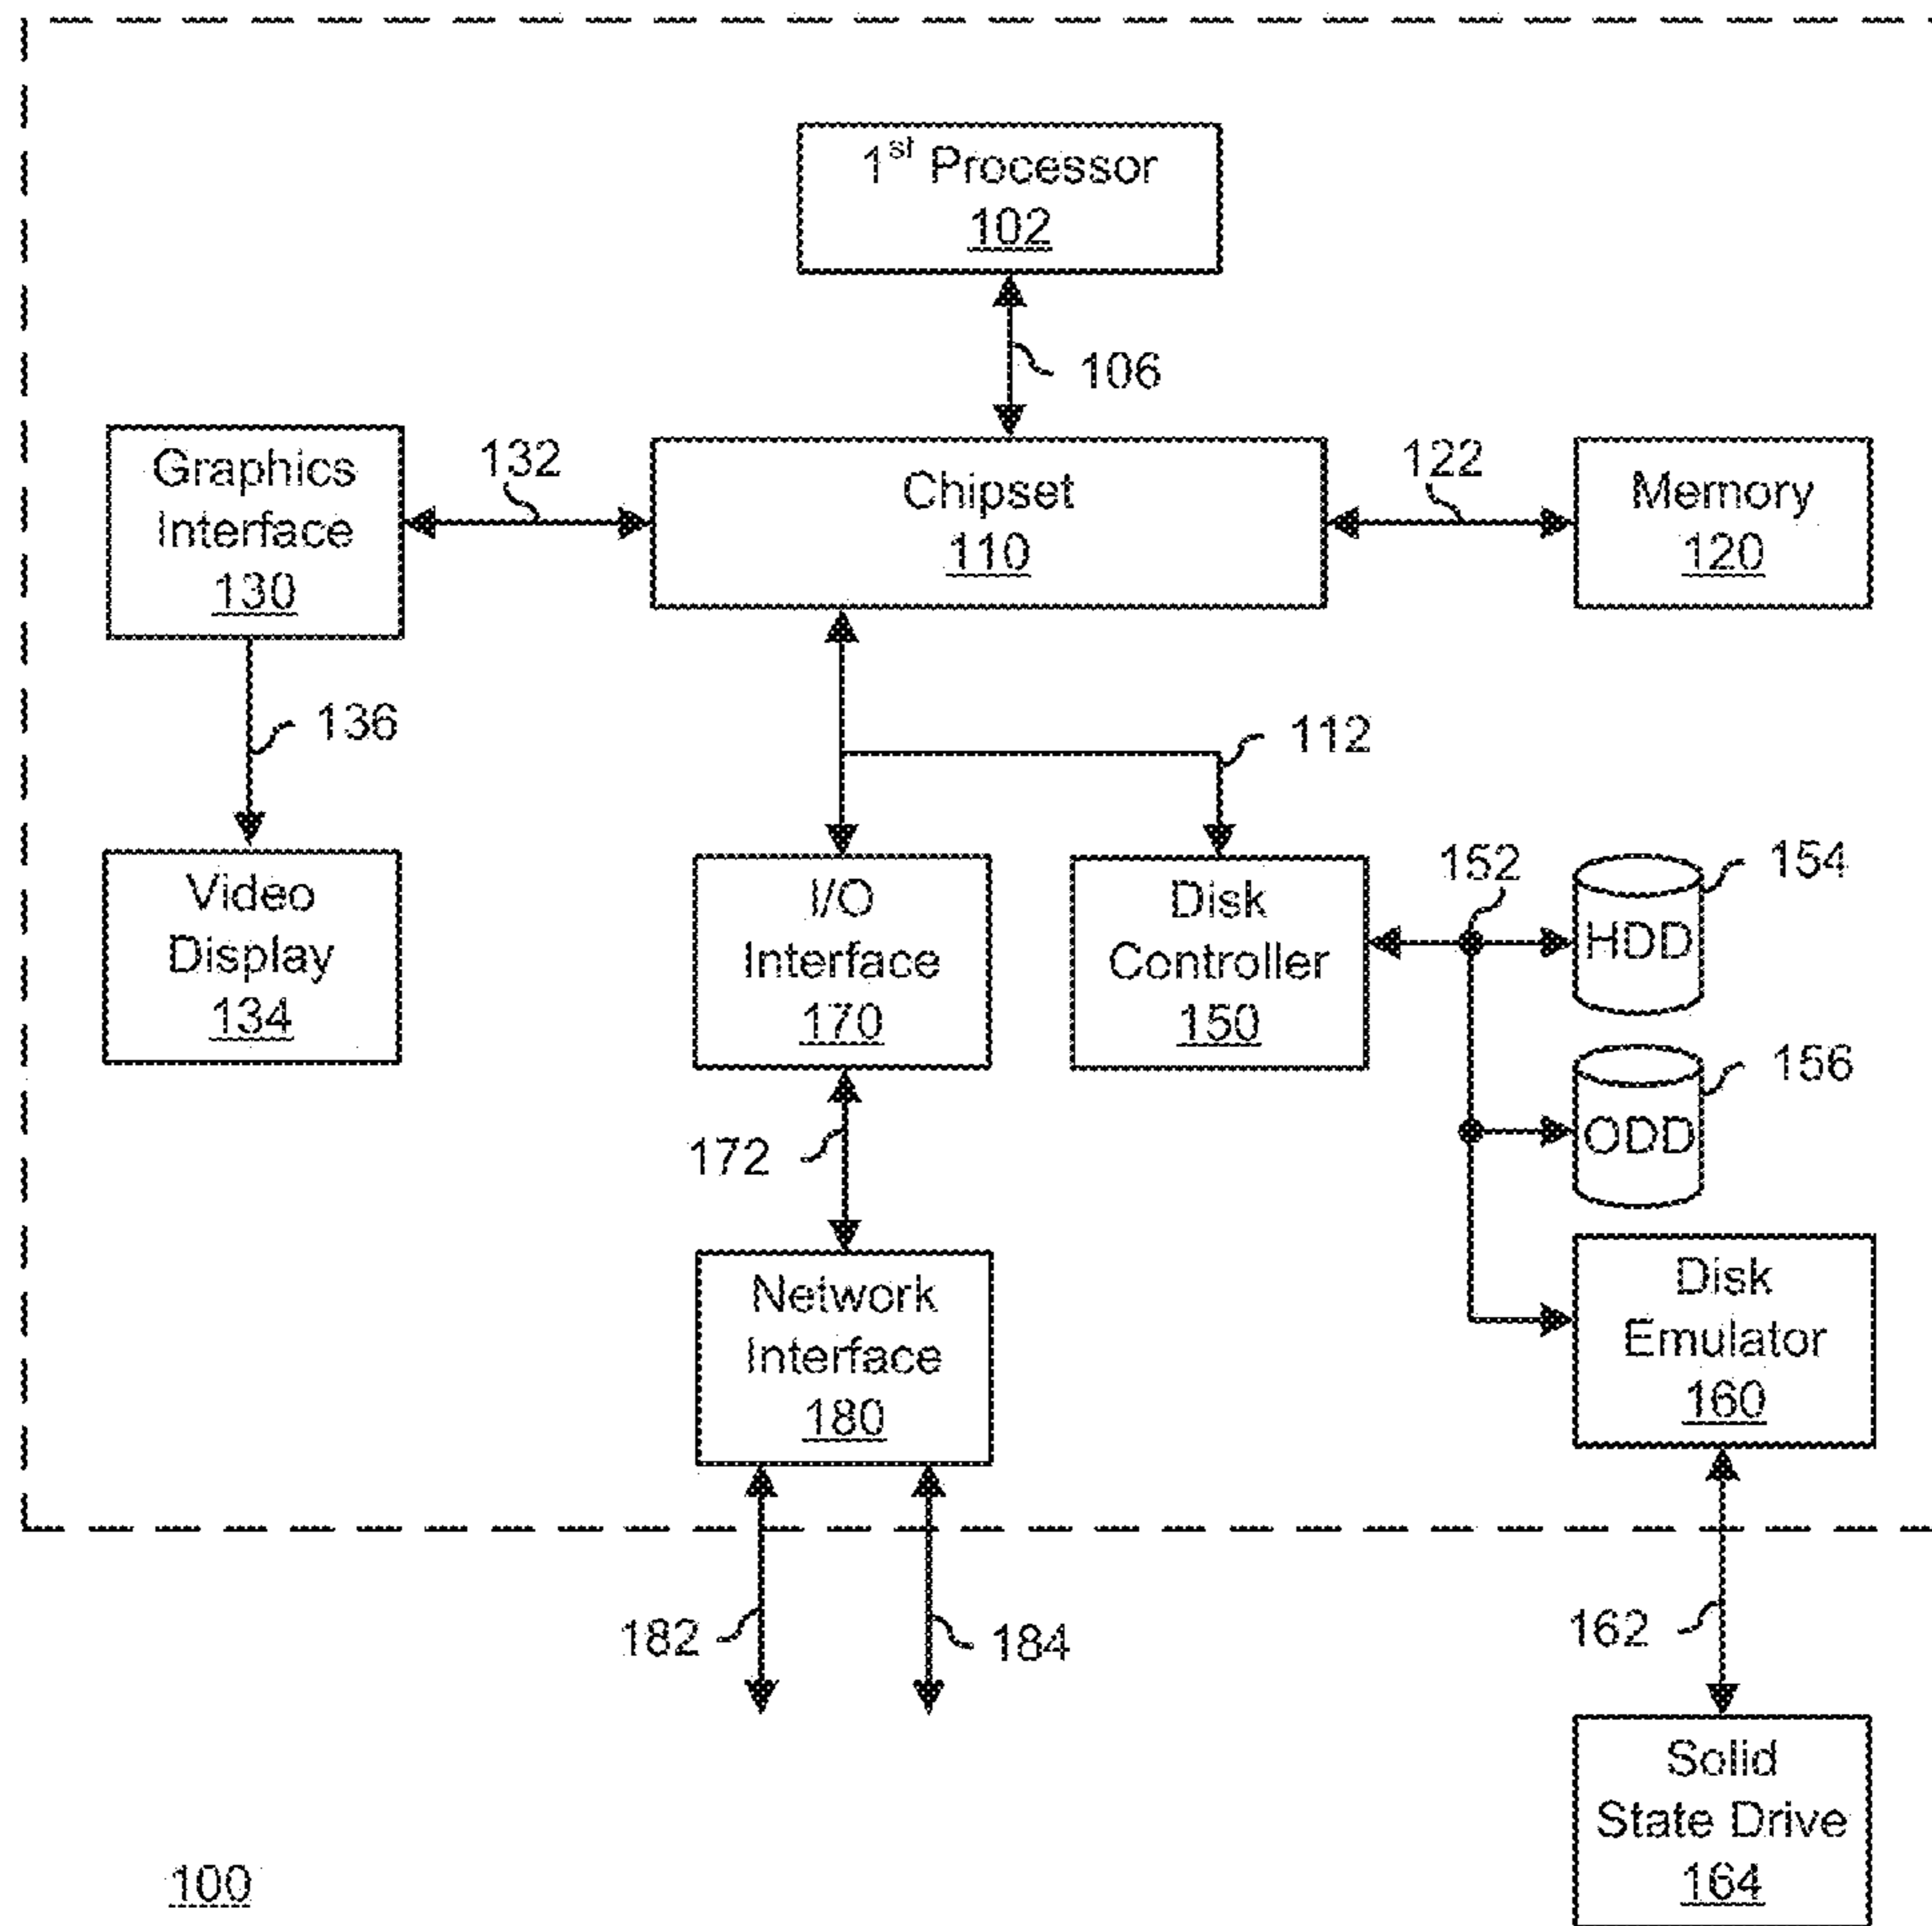 1st Processor
102
106
Graphics
Interface
130
132
Chipset
110
122
Memory
120
136
112
Video
Display
134
I/O
Interface
170
Disk
Controller
150
152
HDD
154
ODD
156
172
Network
Interface
180
Disk
Emulator
160
182
184
162
Solid
State Drive
164
100